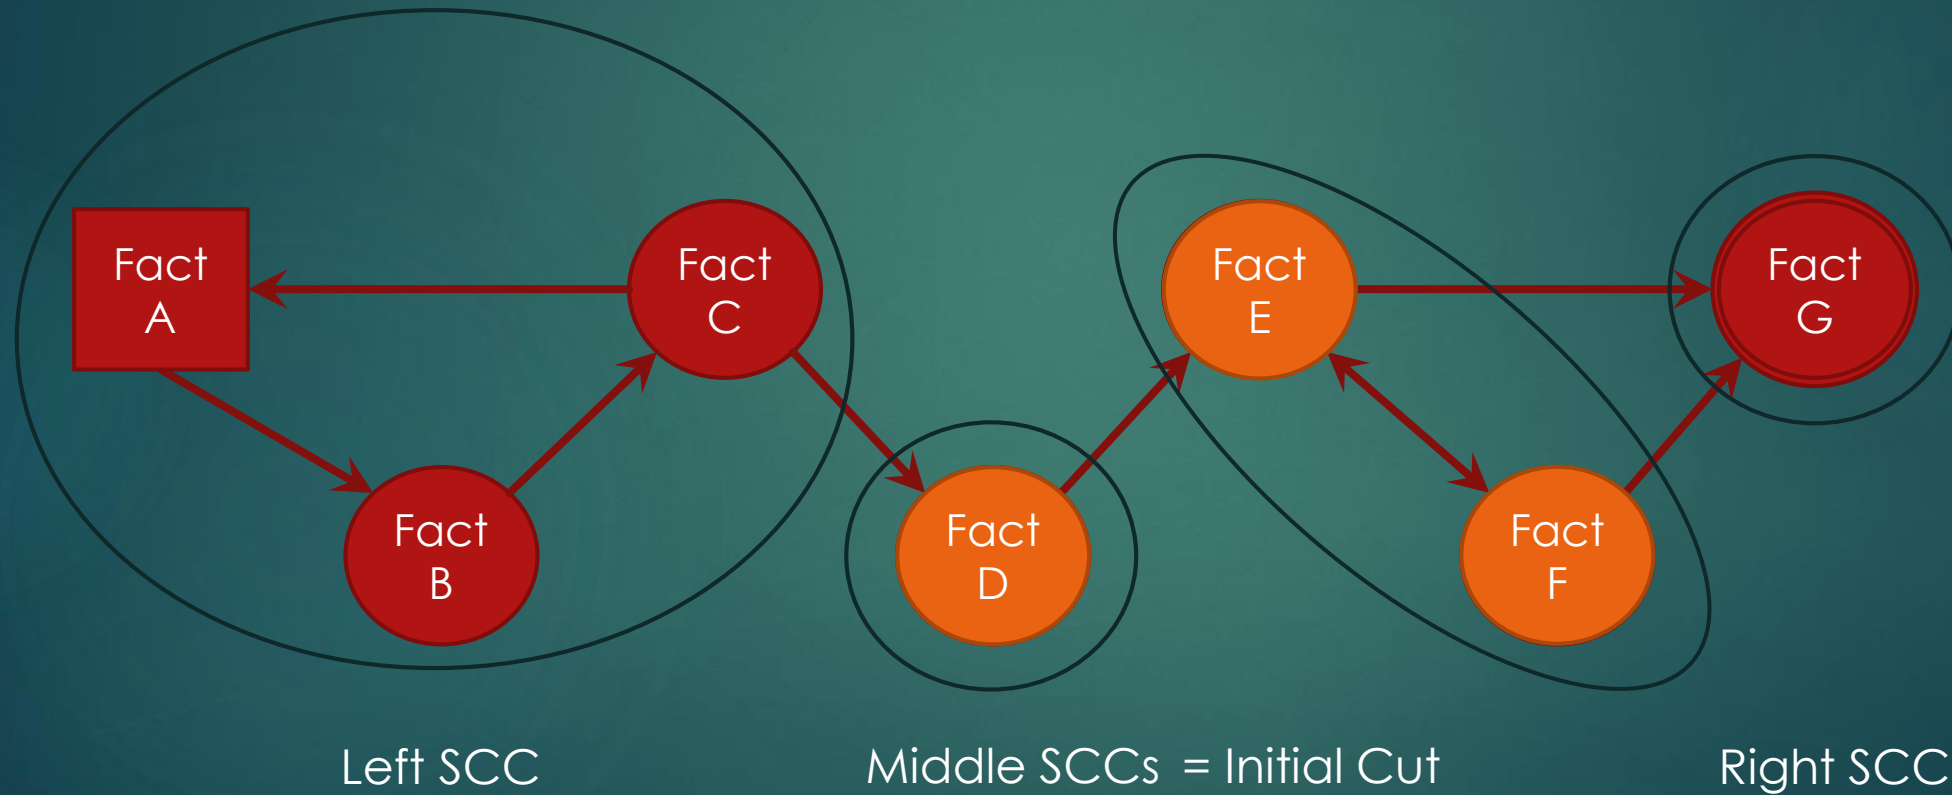 Fact
A
Fact
C
Fact
E
Fact
G
Fact
B
Fact
D
Fact
F
Left SCC
Middle SCCs = Initial Cut
Right SCC